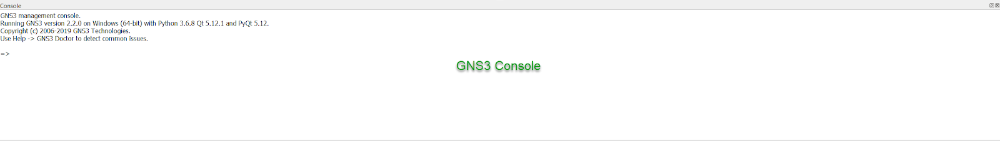 Console
GNS3 management console.
Running GNS3 version 2.2.0 on Windows (64-bit) with Python 3.6.8 Qt 5.12.1 and PyQt 5.12.
Copyright (c) 2006-2019 GNS3 Technologies.
Use Help -> GNS3 Doctor to detect common issues.
=>
GNS3 Console